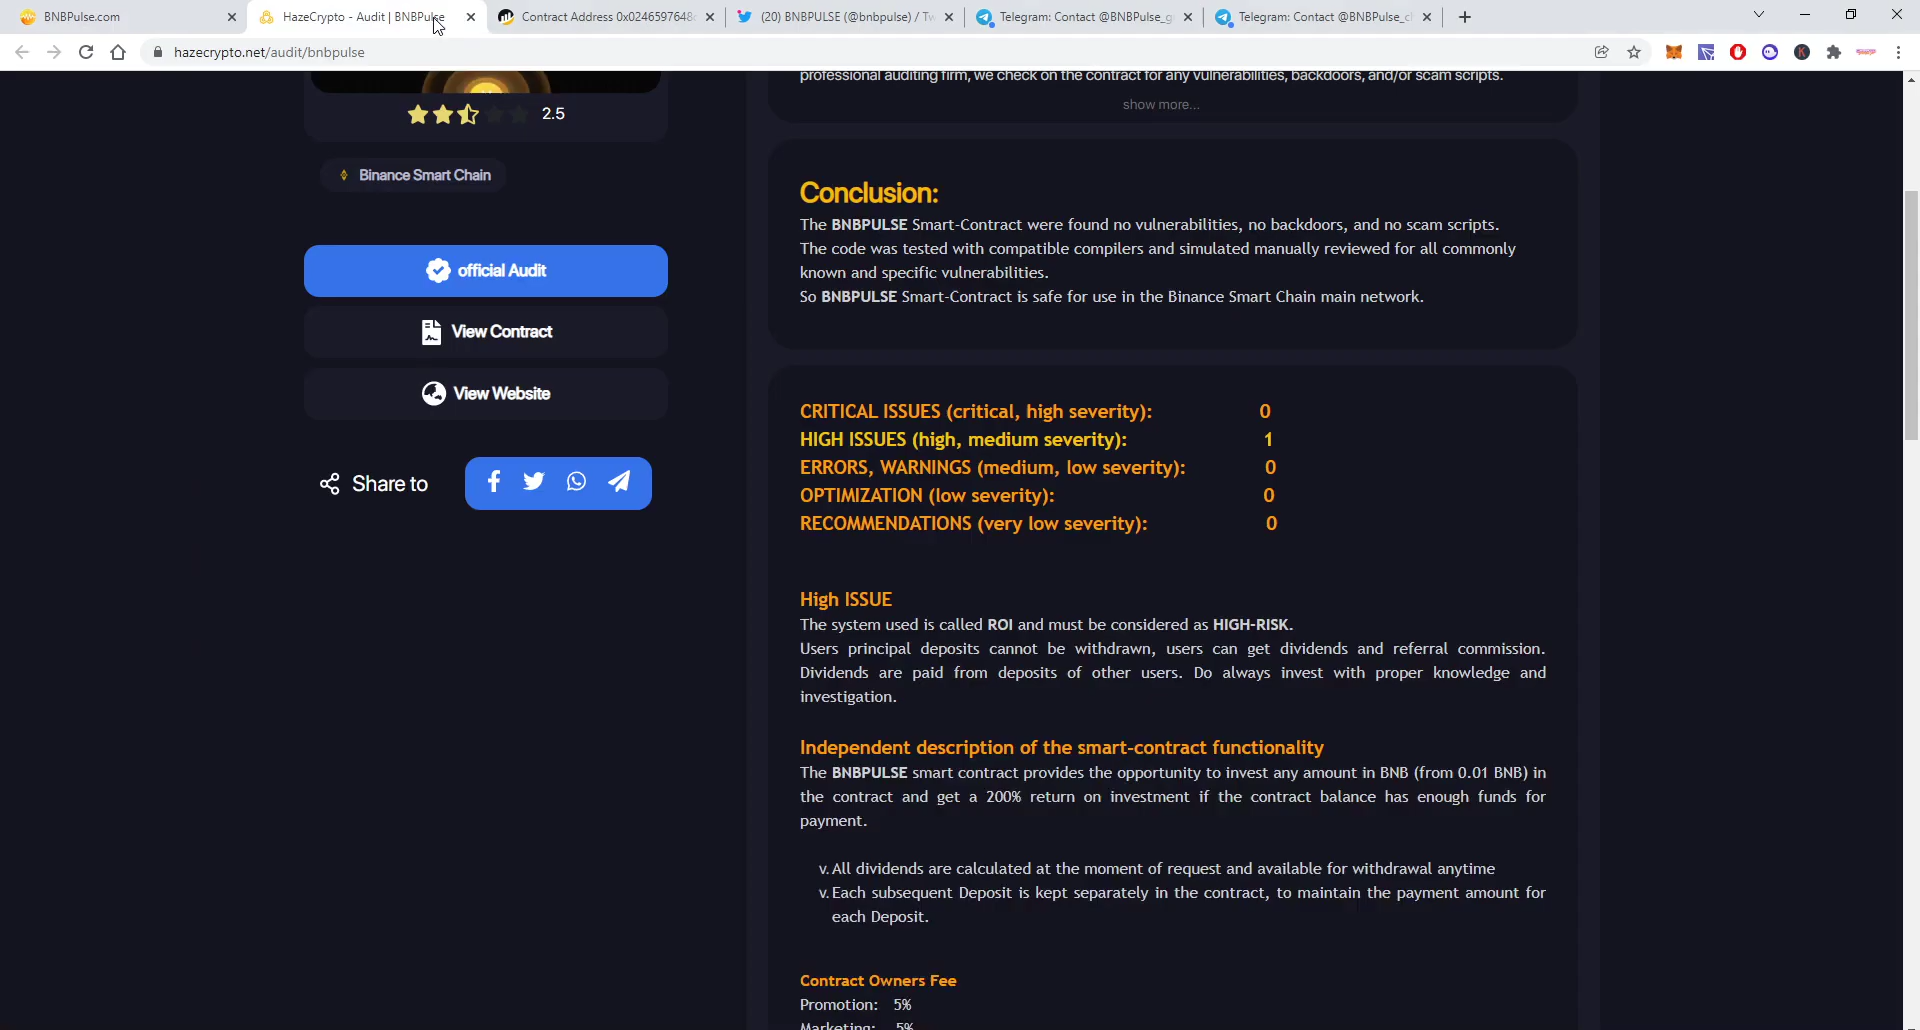 BNBPulse.com
HazeCrypto - Audit | BNBPulse
Contract Address 0x0246597648
(20) BNBPULSE (@bnbpulse) / Tw
Telegram: Contact @BNBPulse_g
Telegram: Contact @BNBPulse_c
hazecrypto.net/audit/bnbpulse
2.5
Binance Smart Chain
official Audit
View Contract
View Website
Share to
professional auditing firm, we check on the contract for any vulnerabilities, backdoors, and/or scam scripts.
show more...
Conclusion:
The BNBPULSE Smart-Contract were found no vulnerabilities, no backdoors, and no scam scripts.
The code was tested with compatible compilers and simulated manually reviewed for all commonly
known and specific vulnerabilities.
So BNBPULSE Smart-Contract is safe for use in the Binance Smart Chain main network.
CRITICAL ISSUES (critical, high severity): 0
HIGH ISSUES (high, medium severity): 1
ERRORS, WARNINGS (medium, low severity): 0
OPTIMIZATION (low severity): 0
RECOMMENDATIONS (very low severity): 0
High ISSUE
The system used is called ROI and must be considered as HIGH-RISK.
Users principal deposits cannot be withdrawn, users can get dividends and referral commission.
Dividends are paid from deposits of other users. Do always invest with proper knowledge and
investigation.
Independent description of the smart-contract functionality
The BNBPULSE smart contract provides the opportunity to invest any amount in BNB (from 0.01 BNB) in
the contract and get a 200% return on investment if the contract balance has enough funds for
payment.
v. All dividends are calculated at the moment of request and available for withdrawal anytime
v. Each subsequent Deposit is kept separately in the contract, to maintain the payment amount for
each Deposit.
Contract Owners Fee
Promotion: 5%
Marketing: 5%